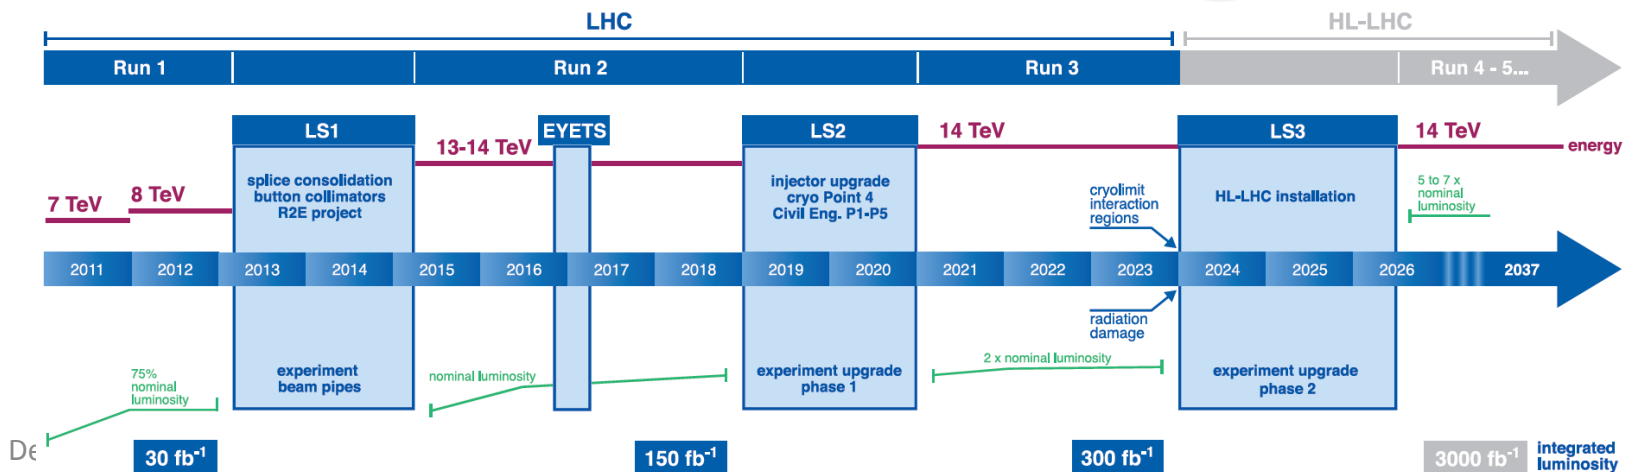 LHC
HL-LHC
Run 1
Run 2
Run 3
Run 4 - 5...
LS1
EYETS
LS2
14 TeV
LS3
14 TeV
energy
13-14 TeV
7 TeV
8 TeV
splice consolidation
button collimators
R2E project
injector upgrade
cryo Point 4
Civil Eng. P1-P5
cryolimit
interaction
regions
HL-LHC installation
5 to 7 x
nominal
luminosity
2011
2012
2013
2014
2015
2016
2017
2018
2019
2020
2021
2022
2023
2024
2025
2026
2037
radiation
damage
75%
nominal
luminosity
experiment
beam pipes
nominal luminosity
experiment upgrade
phase 1
2 x nominal luminosity
experiment upgrade
phase 2
30 fb⁻¹
150 fb⁻¹
300 fb⁻¹
3000 fb⁻¹
integrated
luminosity